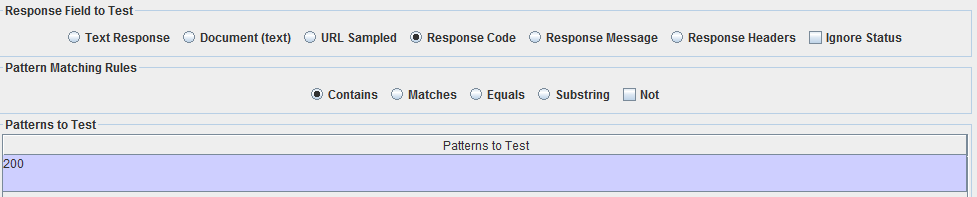 Response Field to Test
Text Response Document (text) URL Sampled Response Code Response Message Response Headers Ignore Status
Pattern Matching Rules
Contains Matches Equals Substring Not
Patterns to Test
Patterns to Test
200